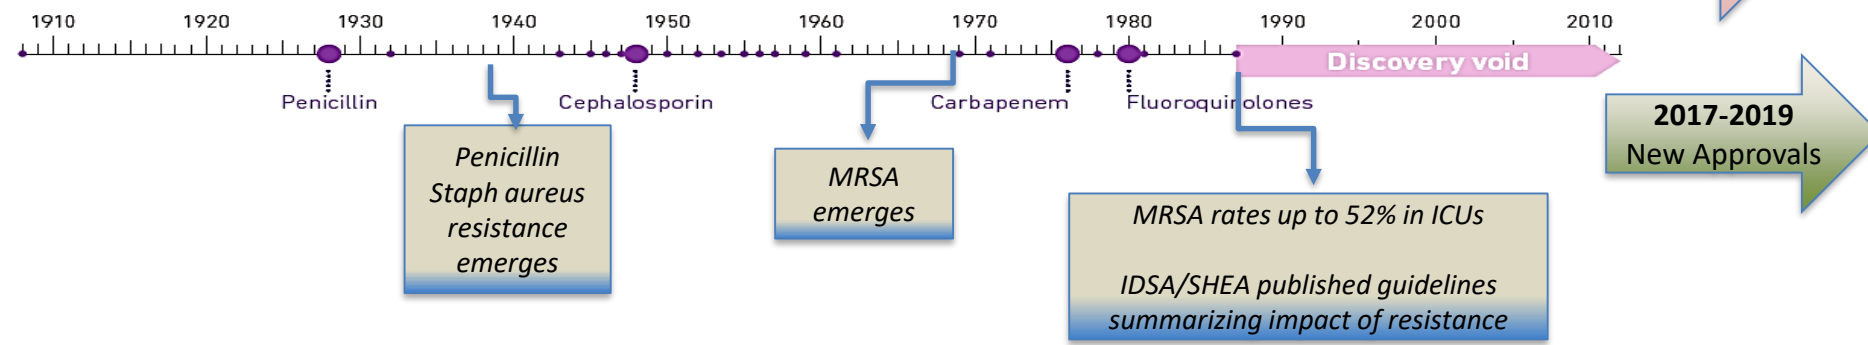 1910 1920 1930 1940 1950 1960 1970 1980 1990 2000 2010
Discovery void
Penicillin Cephalosporin Carbapenem Fluoroquinolones
2017-2019
New Approvals
Penicillin
Staph aureus
resistance
emerges
MRSA
emerges
MRSA rates up to 52% in ICUs
IDSA/SHEA published guidelines
summarizing impact of resistance